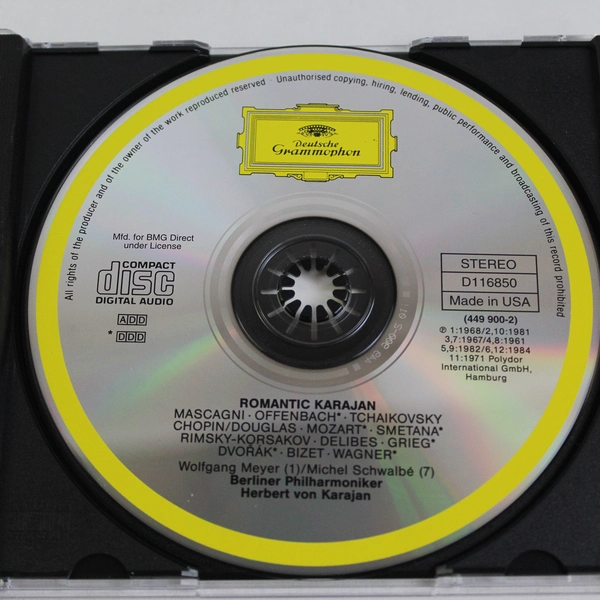 All rights of the producer and of the owner of the work reproduced reserved · Unauthorised copying, hiring, lending, public performance and broadcasting of this record prohibited
Deutsche
Grammophon
Mfd. for BMG Direct
under License
COMPACT
disc
DIGITAL AUDIO
ADD
* DDD
STEREO
D116850
Made in USA
(449 900-2)
℗ 1:1968/2,10:1981
3,7:1967/4,8:1961
5,9:1982/6,12:1984
11:1971 Polydor
International GmbH,
Hamburg
ROMANTIC KARAJAN
MASCAGNI · OFFENBACH* · TCHAIKOVSKY
CHOPIN/DOUGLAS · MOZART* · SMETANA*
RIMSKY-KORSAKOV · DELIBES · GRIEG*
DVOŘÁK* · BIZET · WAGNER*
Wolfgang Meyer (1)/Michel Schwalbé (7)
Berliner Philharmoniker
Herbert von Karajan